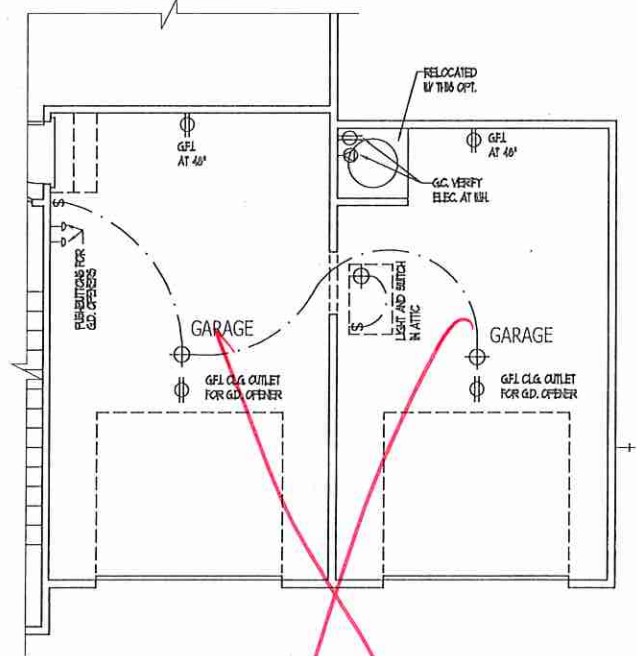 RELOCATED
W/ THIS OPT.
G.F.I.
AT 48"
G.F.I.
AT 48"
G.C. VERIFY
ELEC. AT W.H.
S
PUSHBUTTONS FOR
G.D. OPENERS
LIGHT AND SWITCH
IN ATTIC
S
GARAGE
GARAGE
G.F.I. CLG. OUTLET
FOR G.D. OPENER
G.F.I. CLG. OUTLET
FOR G.D. OPENER